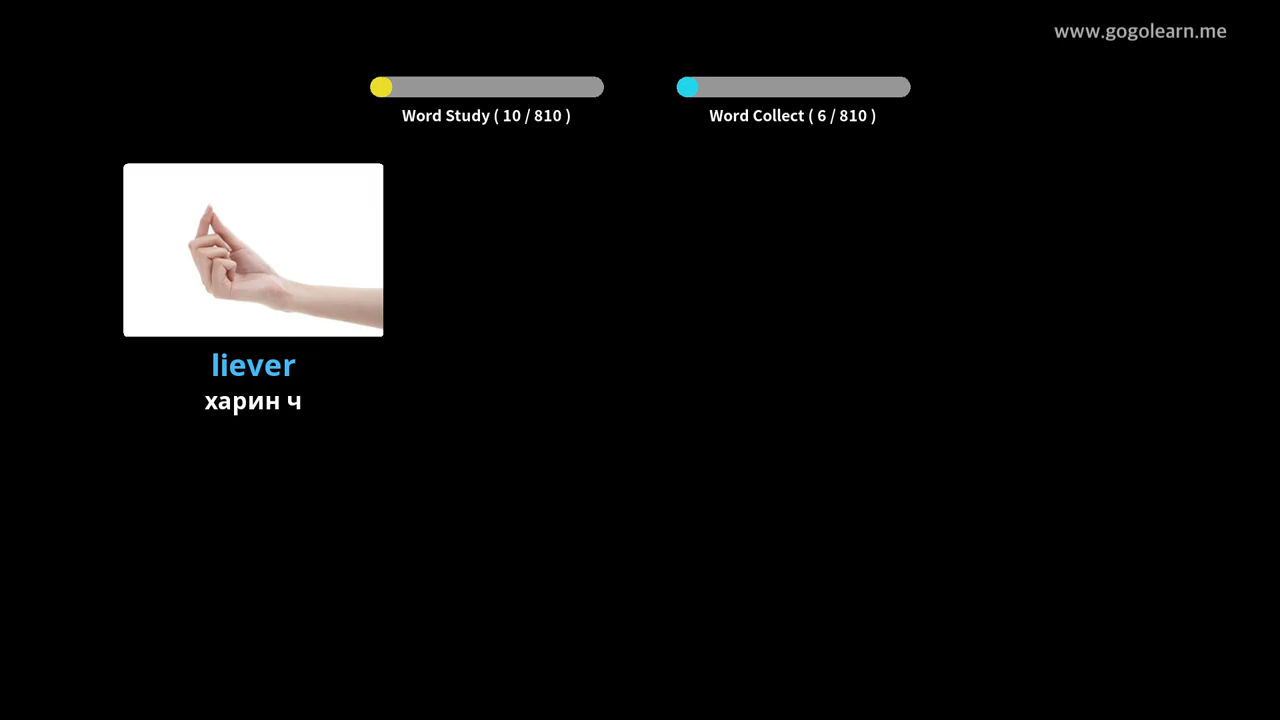 www.gogolearn.me
Word Study ( 10 / 810 )
Word Collect ( 6 / 810 )
liever
харин ч